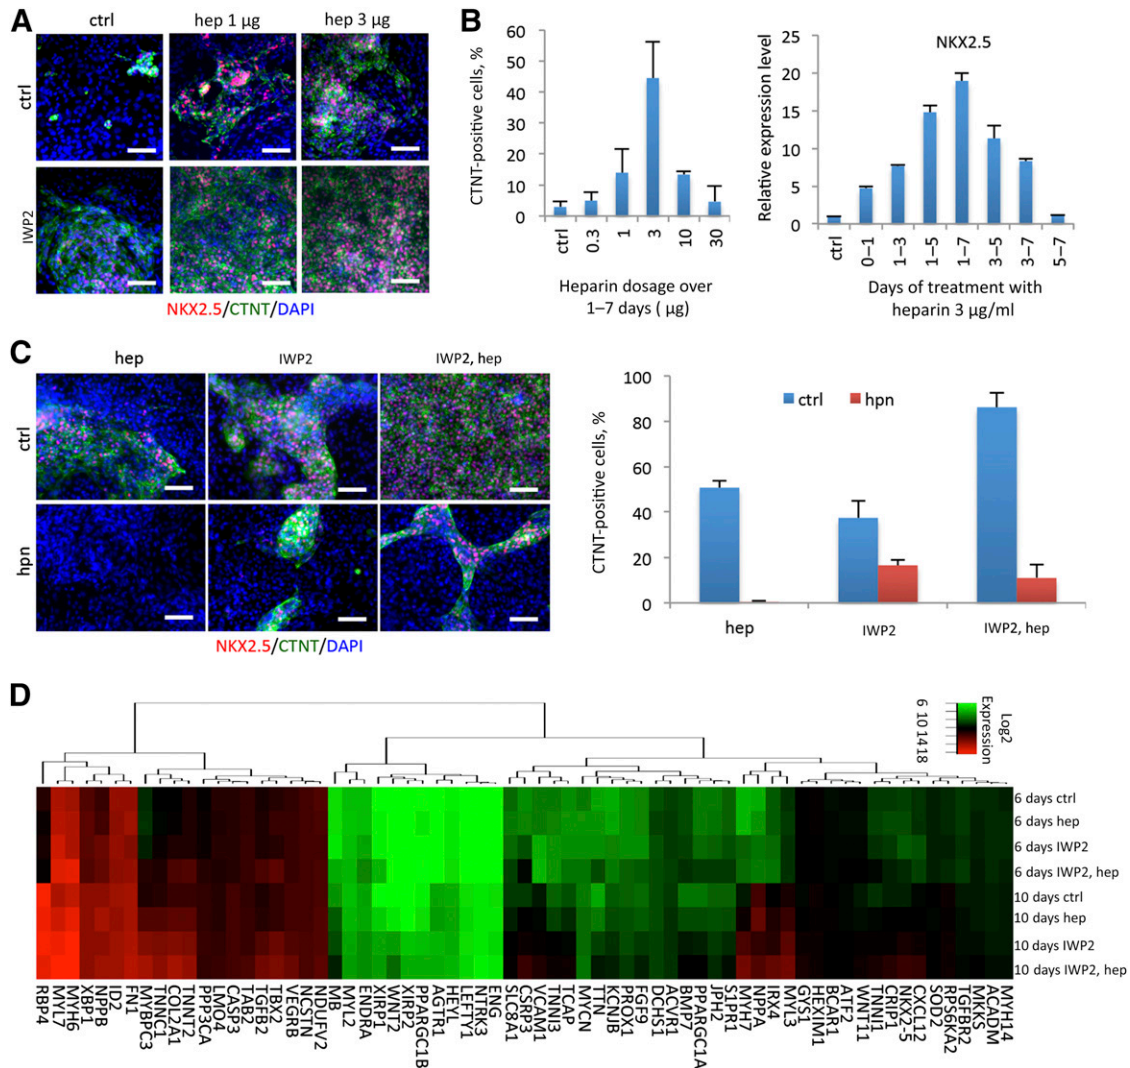 A
ctrl
hep 1 µg
hep 3 µg
ctrl
IWP2
NKX2.5/CTNT/DAPI
B
CTNT-positive cells, %
60
50
40
30
20
10
0
ctrl
0.3
1
3
10
30
Heparin dosage over
1–7 days ( µg)
NKX2.5
Relative expression level
25
20
15
10
5
0
ctrl
0–1
1–3
1–5
1–7
3–5
3–7
5–7
Days of treatment with
heparin 3 µg/ml
C
hep
IWP2
IWP2, hep
ctrl
hpn
NKX2.5/CTNT/DAPI
CTNT-positive cells, %
100
80
60
40
20
0
ctrl
hpn
hep
IWP2
IWP2, hep
D
Log2
Expression
6 10 14 18
6 days ctrl
6 days hep
6 days IWP2
6 days IWP2, hep
10 days ctrl
10 days hep
10 days IWP2
10 days IWP2, hep
RBP4
MYL7
MYH6
XBP1
NPPB
ID2
FN1
MYBPC3
TNNC1
COL2A1
TNNT2
PPP3CA
LMO4
CASP3
TAB2
TGFB2
TBX2
VEGRB
NCSTN
NDUFV2
MB
MYL2
ENDRA
XIRP1
WNT2
XIRP2
PPARGC1B
AGTR1
HEYL
LEFTY1
NTRK3
ENG
SLC8A1
CSRP3
VCAM1
TNNI3
TCAP
MYCN
TTN
KCNJB
PROX1
FGF9
DCHS1
ACVR1
BMP7
PPARGC1A
JPH2
S1PR1
MYH7
NPPA
IRX4
MYL3
GYS1
HEXIM1
BCAR1
ATF2
WNT11
TNNI1
CRIP1
NKX2-5
CXCL12
SOD2
RPS6KA2
TGFBR2
MKKS
ACADM
MYH14